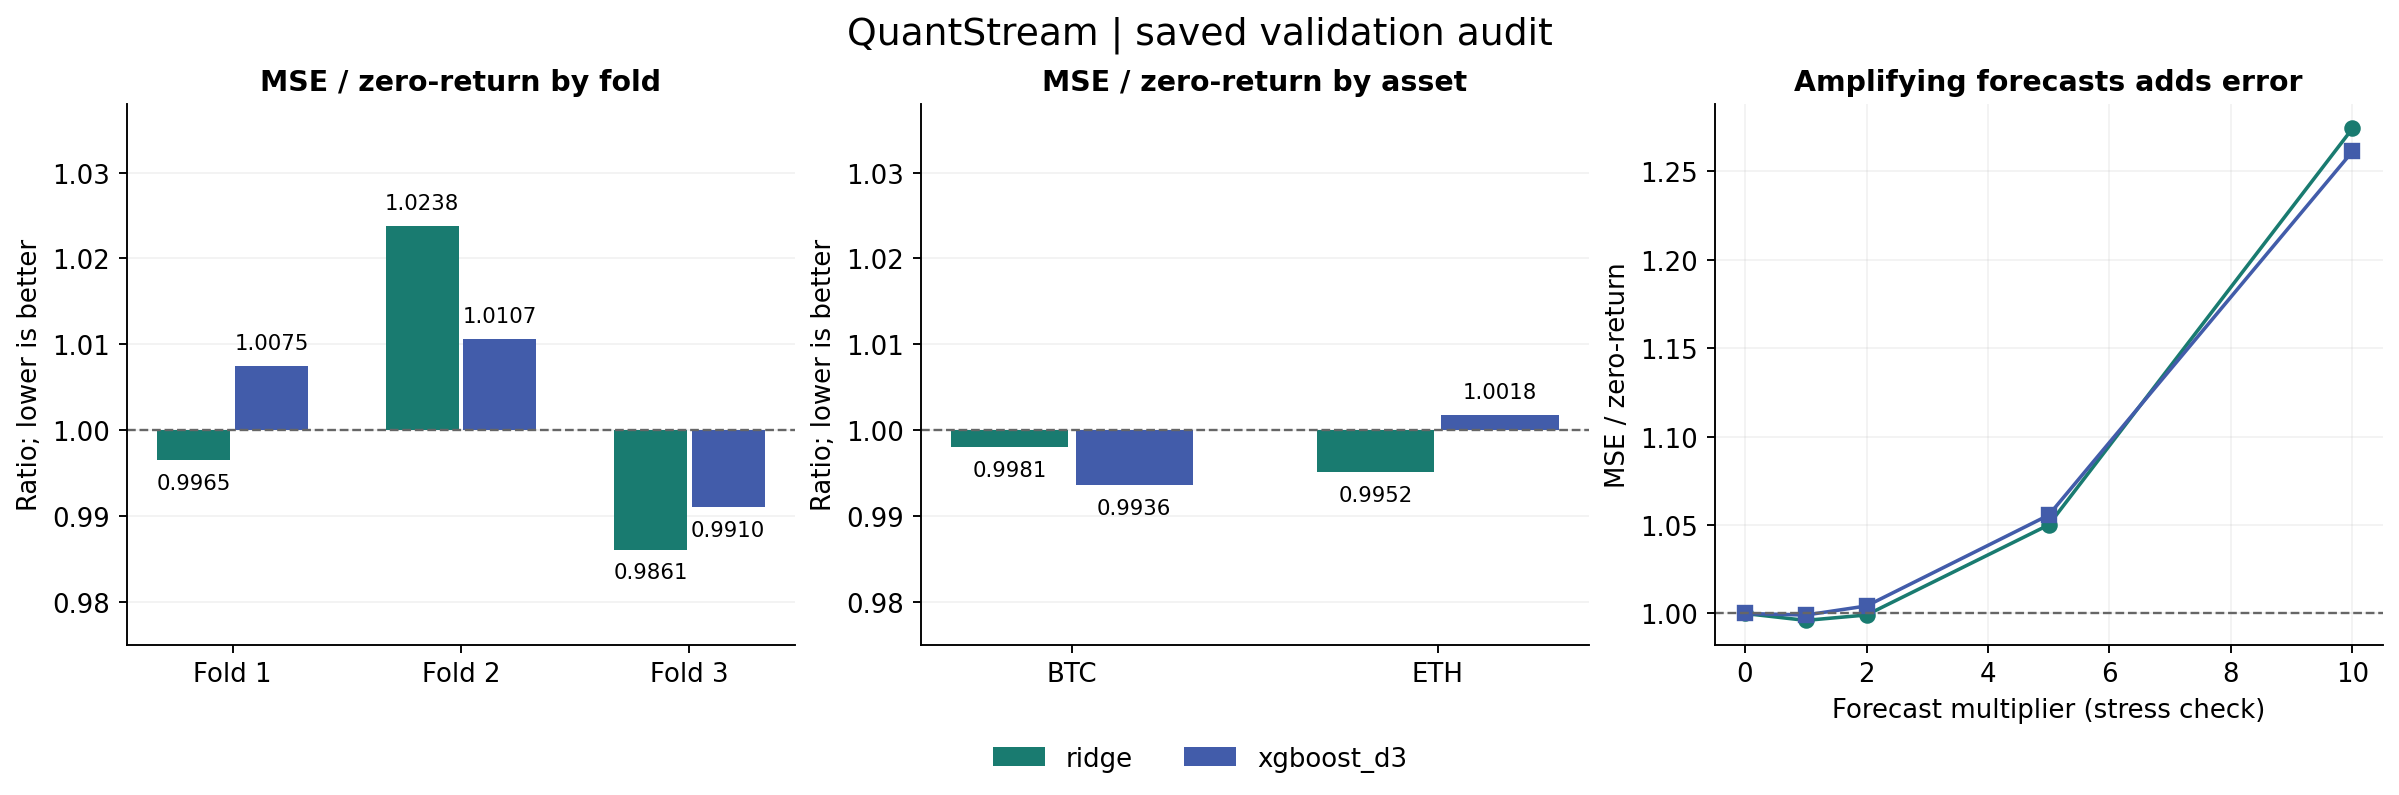 QuantStream | saved validation audit
MSE / zero-return by fold
Ratio; lower is better
1.03
1.02
1.01
1.00
0.99
0.98
0.9965
1.0075
1.0238
1.0107
0.9861
0.9910
Fold 1
Fold 2
Fold 3
MSE / zero-return by asset
Ratio; lower is better
1.03
1.02
1.01
1.00
0.99
0.98
0.9981
0.9936
0.9952
1.0018
BTC
ETH
Amplifying forecasts adds error
MSE / zero-return
1.25
1.20
1.15
1.10
1.05
1.00
0
2
4
6
8
10
Forecast multiplier (stress check)
ridge
xgboost_d3